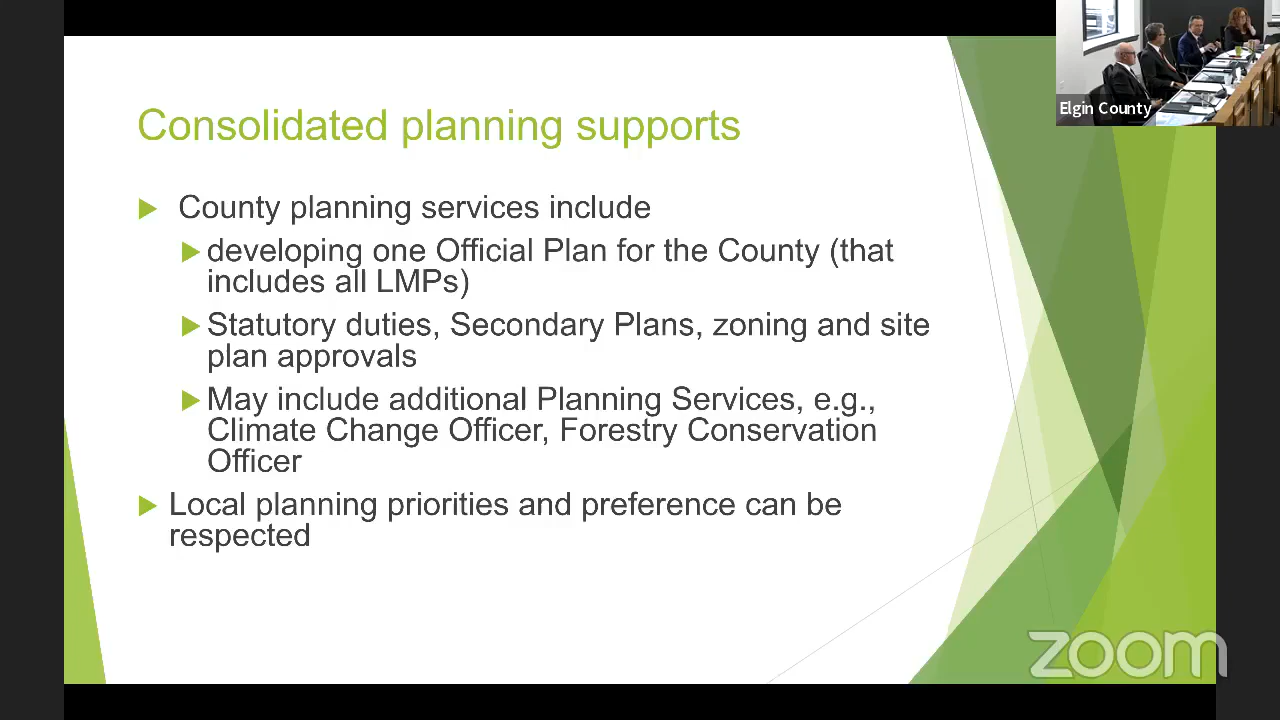 Elgin County
Consolidated planning supports
County planning services include
developing one Official Plan for the County (that
includes all LMPs)
Statutory duties, Secondary Plans, zoning and site
plan approvals
May include additional Planning Services, e.g.,
Climate Change Officer, Forestry Conservation
Officer
Local planning priorities and preference can be
respected
zoom